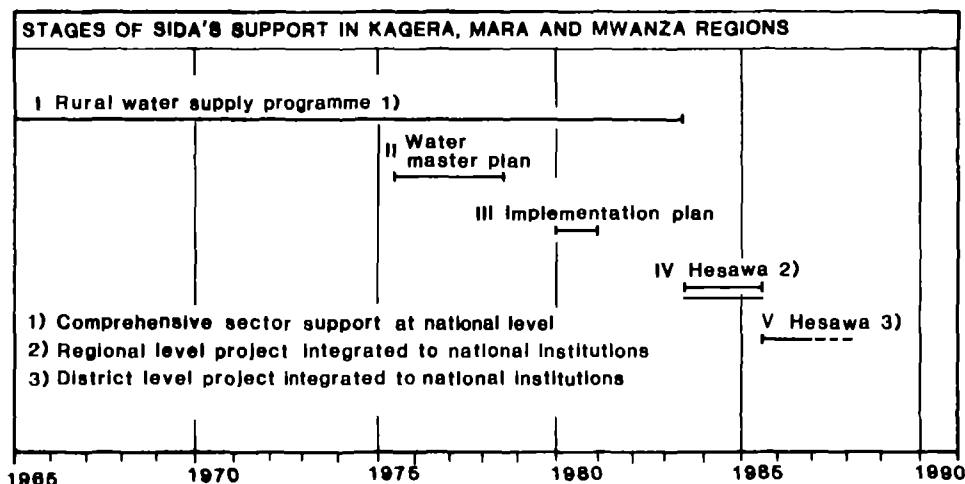 STAGES OF SIDA'S SUPPORT IN KAGERA, MARA AND MWANZA REGIONS
I Rural water supply programme 1)
II Water
master plan
III Implementation plan
IV Hesawa 2)
V Hesawa 3)
1) Comprehensive sector support at national level
2) Regional level project integrated to national institutions
3) District level project integrated to national institutions
1965 1970 1975 1980 1985 1990